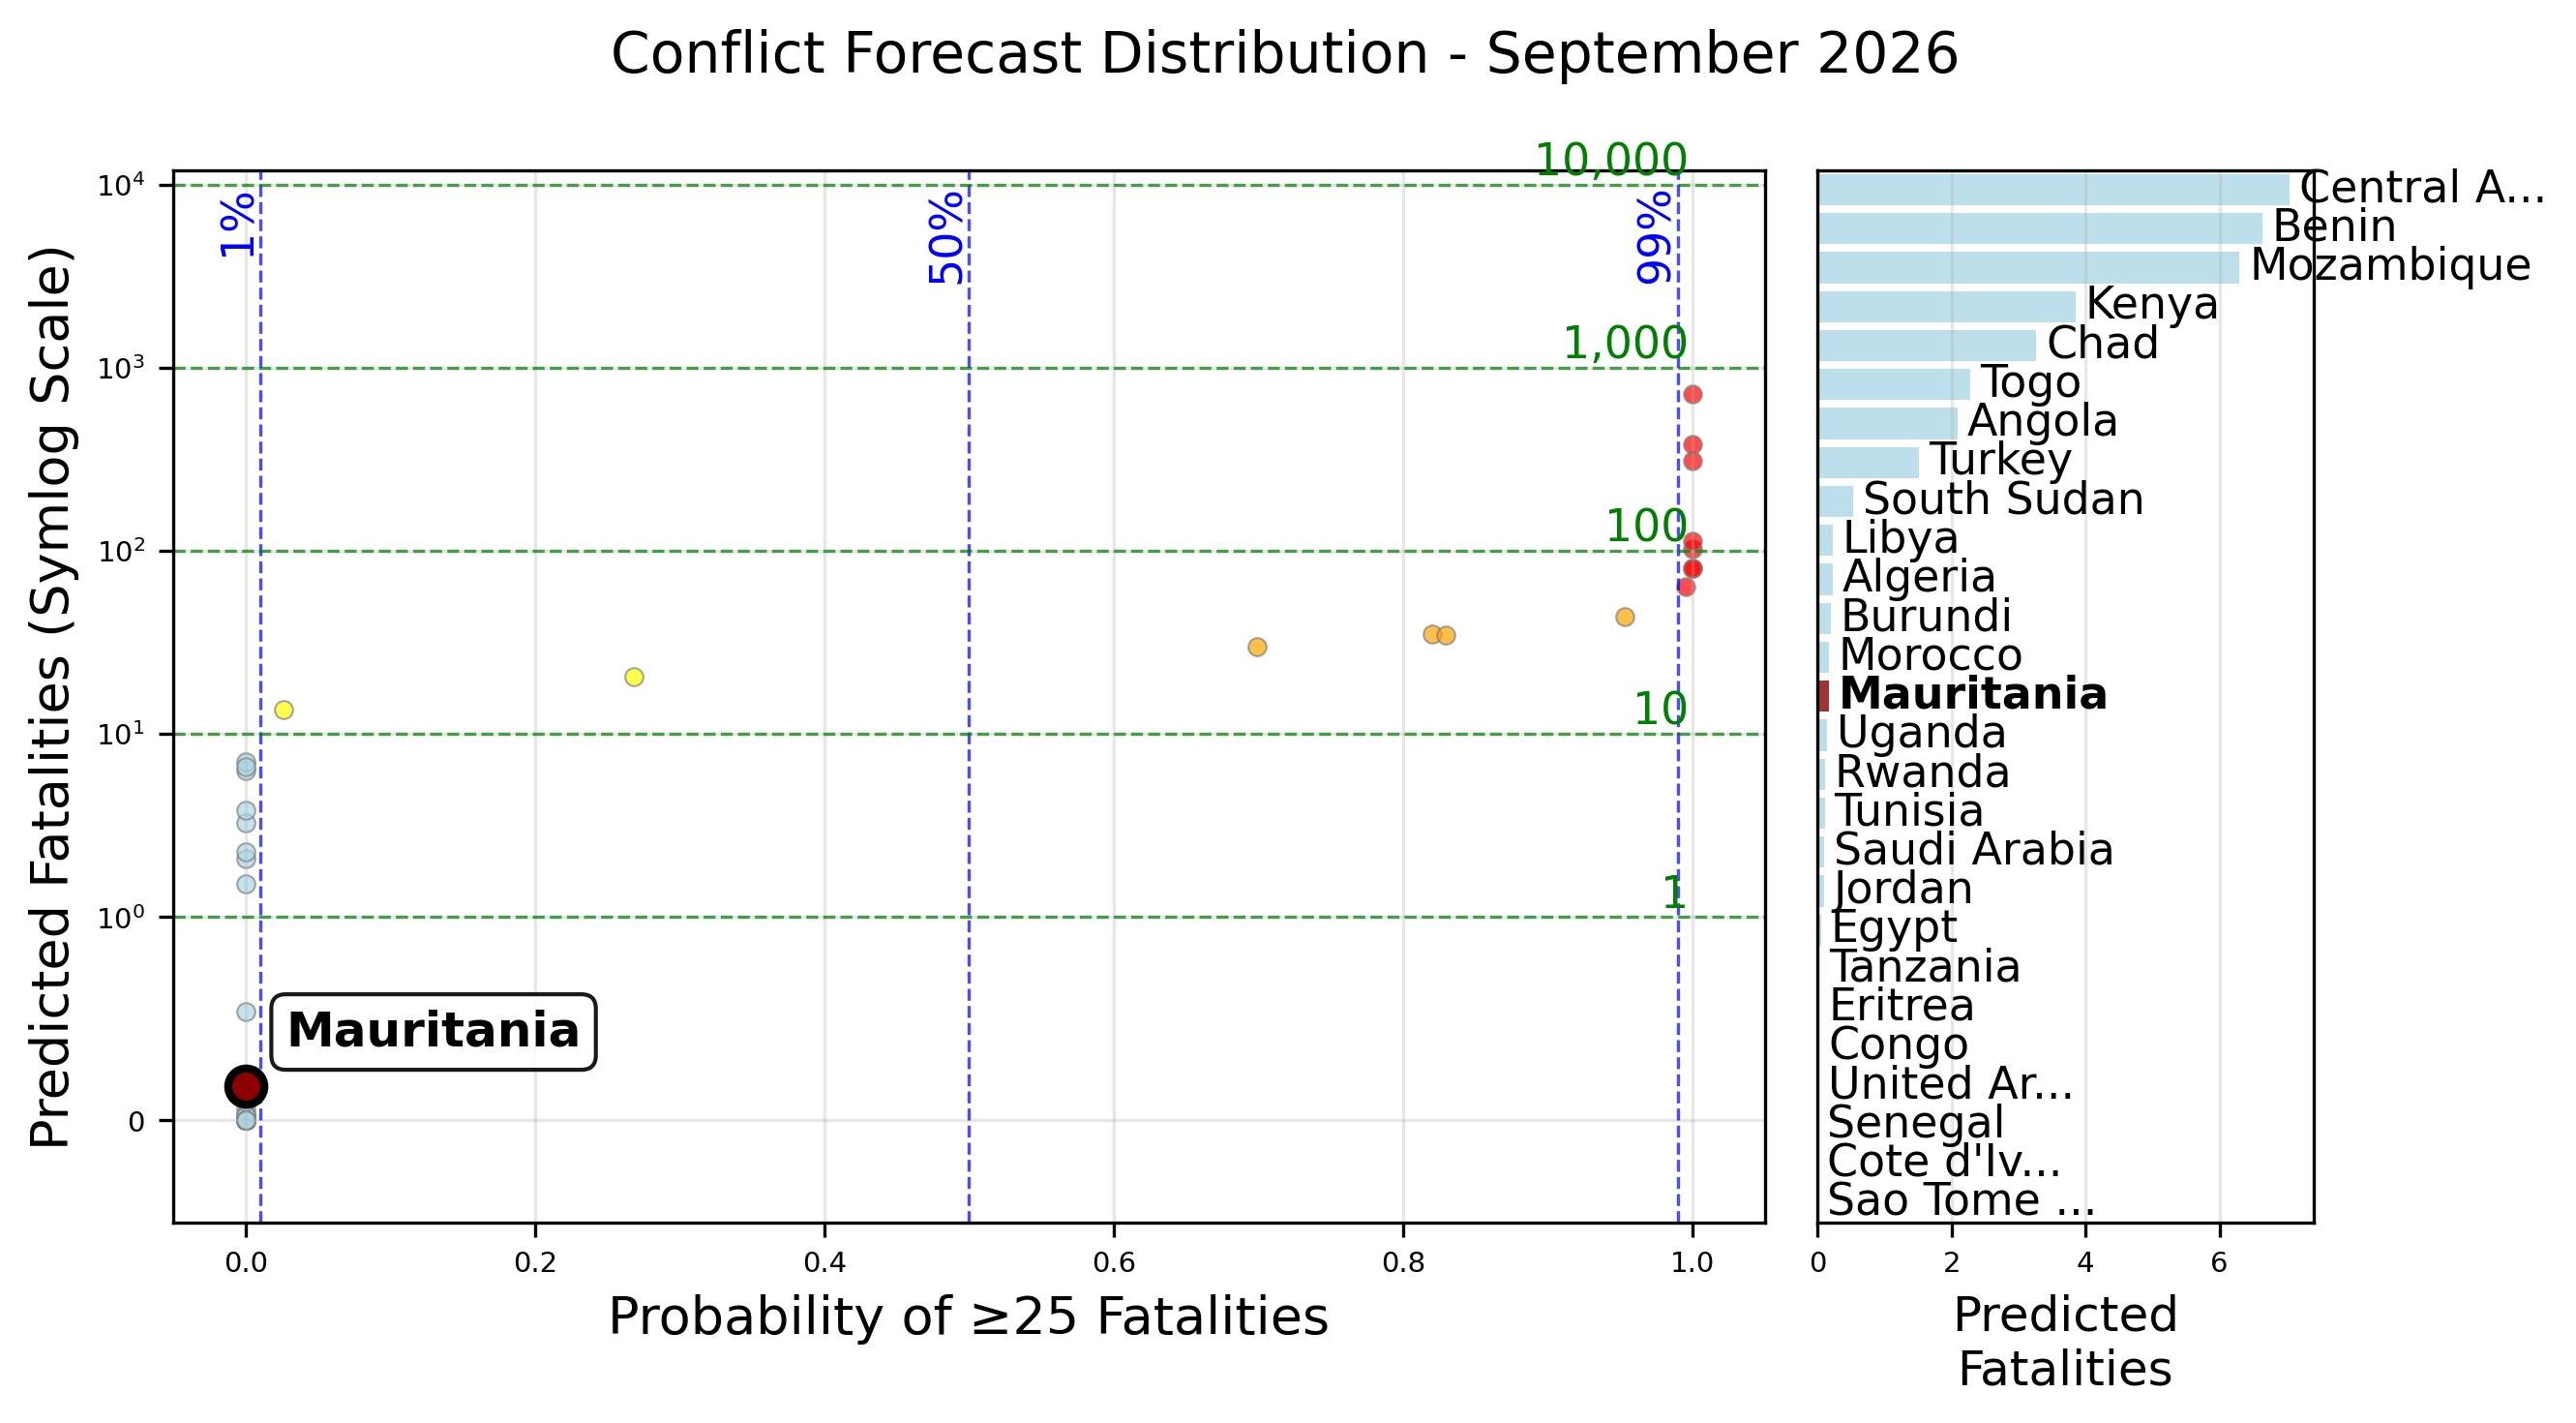 Conflict Forecast Distribution - September 2026
Predicted Fatalities (Symlog Scale)
10⁴
10³
10²
10¹
10⁰
0
1%
50%
99%
10,000
1,000
100
10
1
Mauritania
0.0
0.2
0.4
0.6
0.8
1.0
Probability of ≥25 Fatalities
Central A...
Benin
Mozambique
Kenya
Chad
Togo
Angola
Turkey
South Sudan
Libya
Algeria
Burundi
Morocco
Mauritania
Uganda
Rwanda
Tunisia
Saudi Arabia
Jordan
Egypt
Tanzania
Eritrea
Congo
United Ar...
Senegal
Cote d'Iv...
Sao Tome ...
0
2
4
6
Predicted
Fatalities